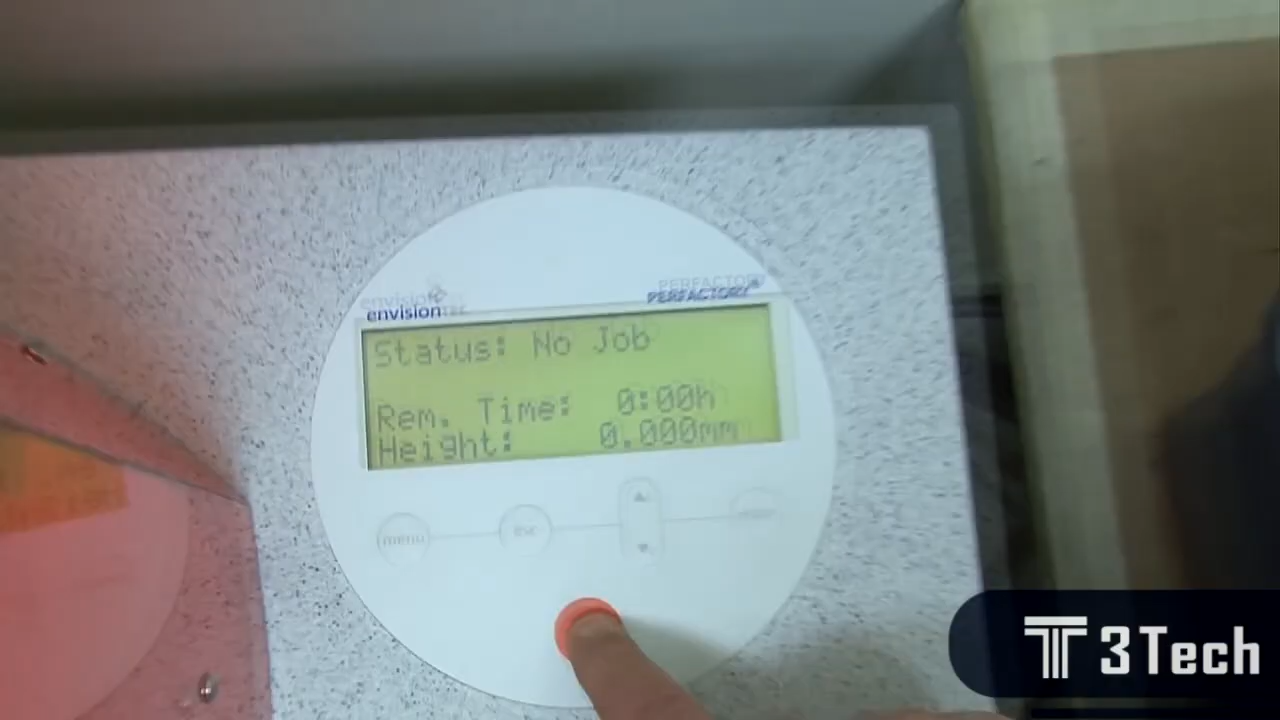 envisionTEC
PERFACTORY
Status: No Job
Rem. Time: 0:00h
Height: 0.000mm
menu
esc
3Tech